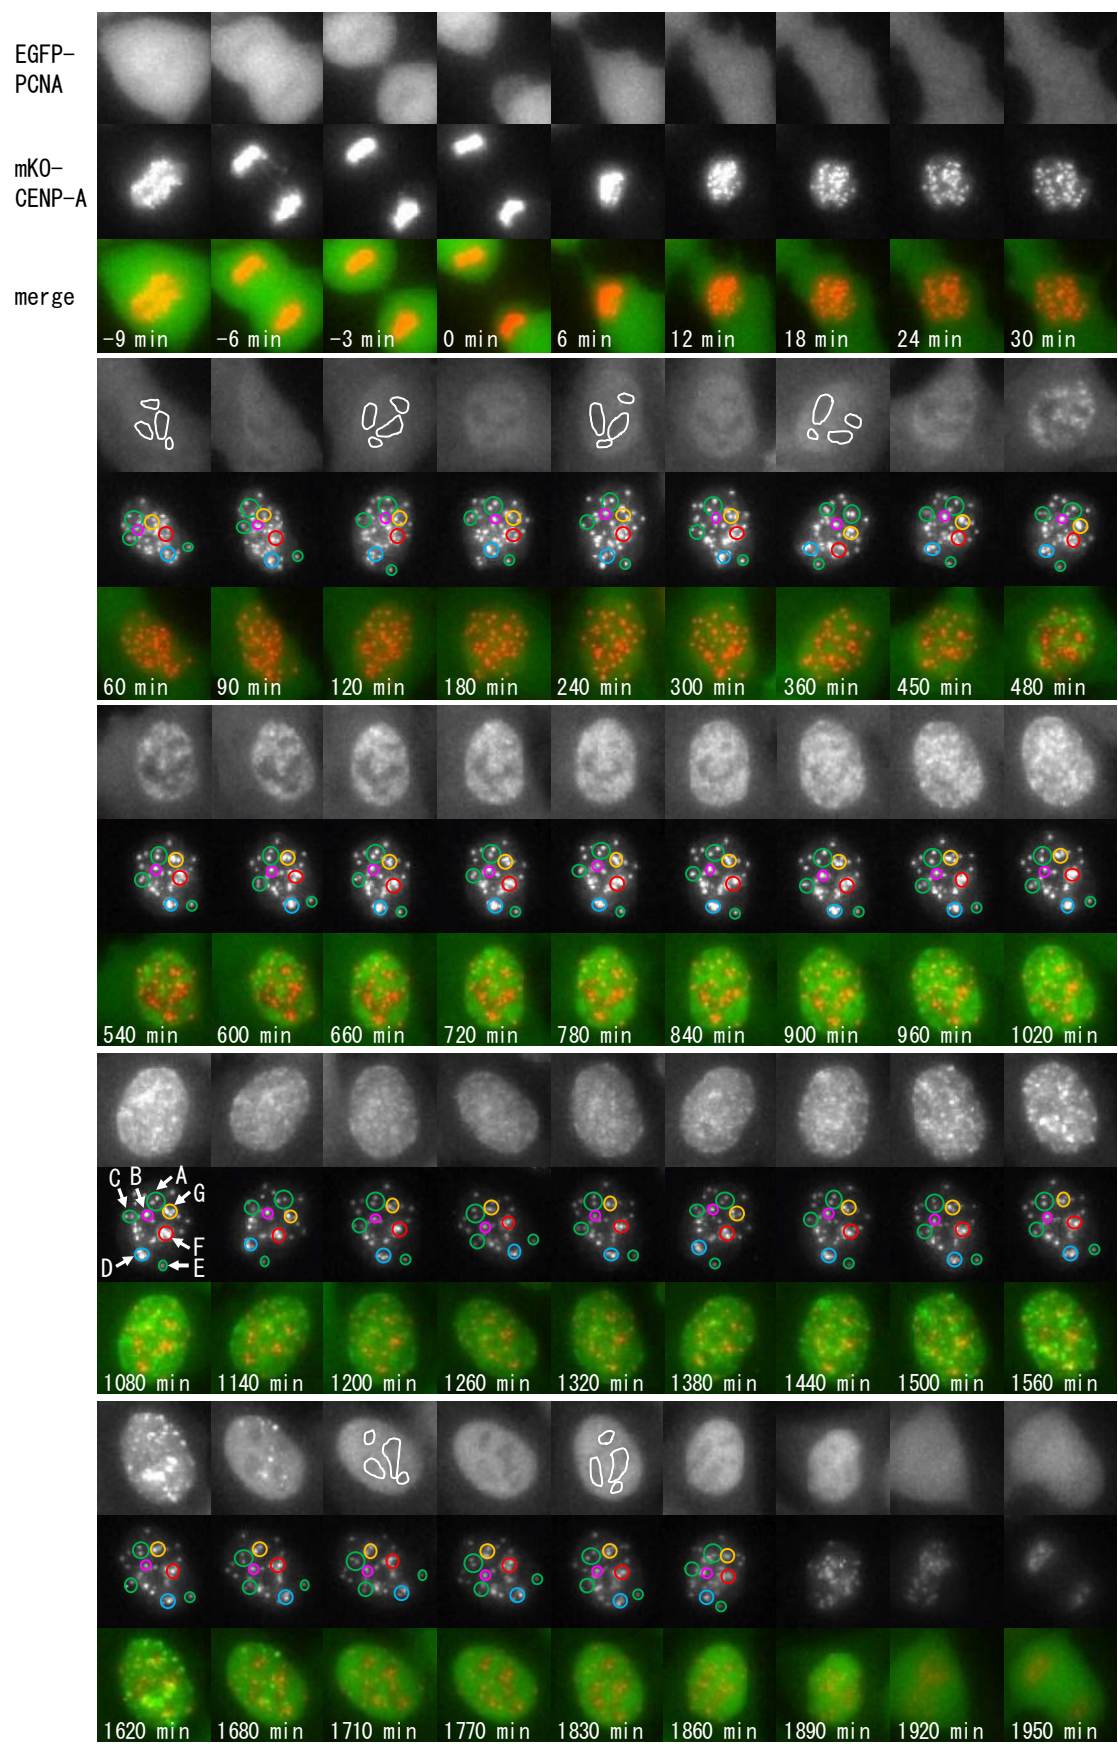 EGFP-
PCNA
mKO-
CENP-A
merge
-9 min -6 min -3 min 0 min 6 min 12 min 18 min 24 min 30 min
60 min 90 min 120 min 180 min 240 min 300 min 360 min 450 min 480 min
540 min 600 min 660 min 720 min 780 min 840 min 900 min 960 min 1020 min
C B A
G
F
D E
1080 min 1140 min 1200 min 1260 min 1320 min 1380 min 1440 min 1500 min 1560 min
1620 min 1680 min 1710 min 1770 min 1830 min 1860 min 1890 min 1920 min 1950 min